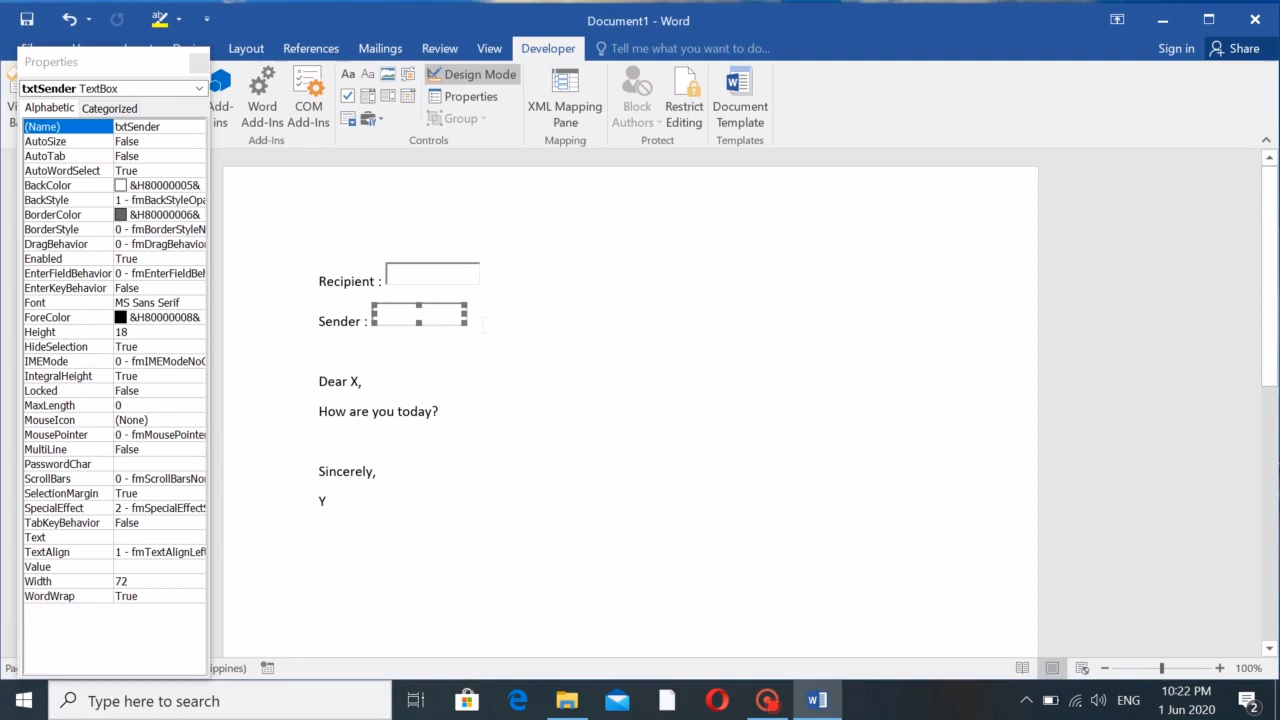 Document1 - Word
Layout References Mailings Review View Developer Tell me what you want to do... Sign in Share
Properties
txtSender TextBox
Alphabetic Categorized
(Name) txtSender
AutoSize False
AutoTab False
AutoWordSelect True
BackColor &H80000005&
BackStyle 1 - fmBackStyleOpa
BorderColor &H80000006&
BorderStyle 0 - fmBorderStyleN
DragBehavior 0 - fmDragBehavior
Enabled True
EnterFieldBehavior 0 - fmEnterFieldBeh
EnterKeyBehavior False
Font MS Sans Serif
ForeColor &H80000008&
Height 18
HideSelection True
IMEMode 0 - fmIMEModeNoC
IntegralHeight True
Locked False
MaxLength 0
MouseIcon (None)
MousePointer 0 - fmMousePointer
MultiLine False
PasswordChar
ScrollBars 0 - fmScrollBarsNor
SelectionMargin True
SpecialEffect 2 - fmSpecialEffectS
TabKeyBehavior False
Text
TextAlign 1 - fmTextAlignLeft
Value
Width 72
WordWrap True
Add-ins
Word Add-Ins
COM Add-Ins
Add-Ins
Aa Aa
Design Mode
Properties
Group
Controls
XML Mapping Pane
Mapping
Block Authors
Restrict Editing
Protect
Document Template
Templates
Recipient :
Sender :
Dear X,
How are you today?
Sincerely,
Y
ippines)
100%
Type here to search
ENG
10:22 PM
1 Jun 2020
2